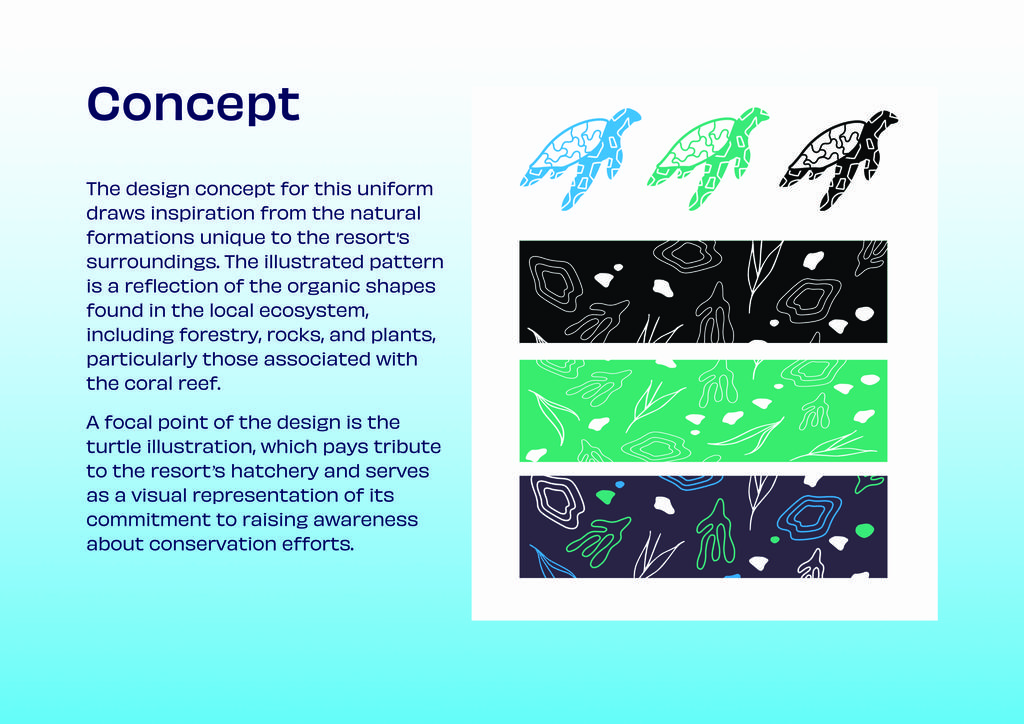 Concept
The design concept for this uniform
draws inspiration from the natural
formations unique to the resort's
surroundings. The illustrated pattern
is a reflection of the organic shapes
found in the local ecosystem,
including forestry, rocks, and plants,
particularly those associated with
the coral reef.
A focal point of the design is the
turtle illustration, which pays tribute
to the resort's hatchery and serves
as a visual representation of its
commitment to raising awareness
about conservation efforts.